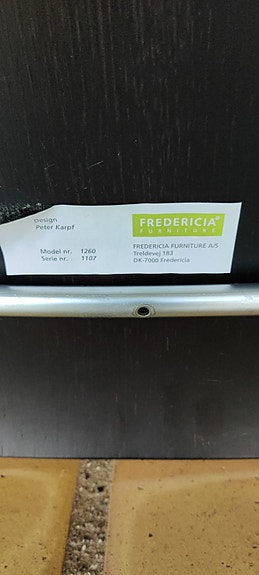 Design
Peter Karpf
Model nr. 1260
Serie nr. 1107
FREDERICIA®
FURNITURE
FREDERICIA FURNITURE A/S
Treldevej 183
DK-7000 Fredericia